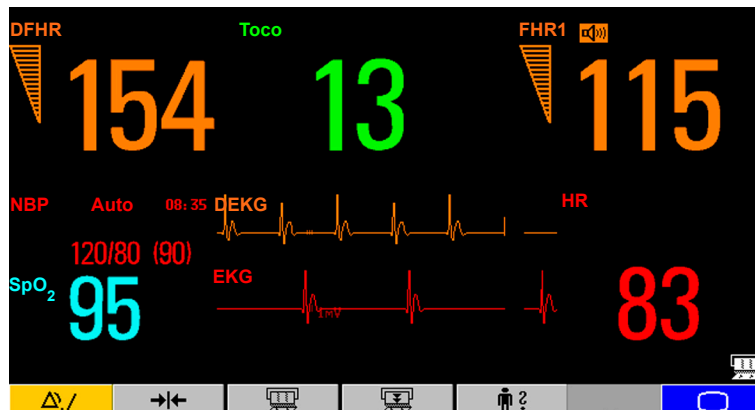 DFHR Toco FHR1
154 13 115
NBP Auto 08:35 DEKG HR
120/80 (90)
SpO2 95 EKG 83
1mV